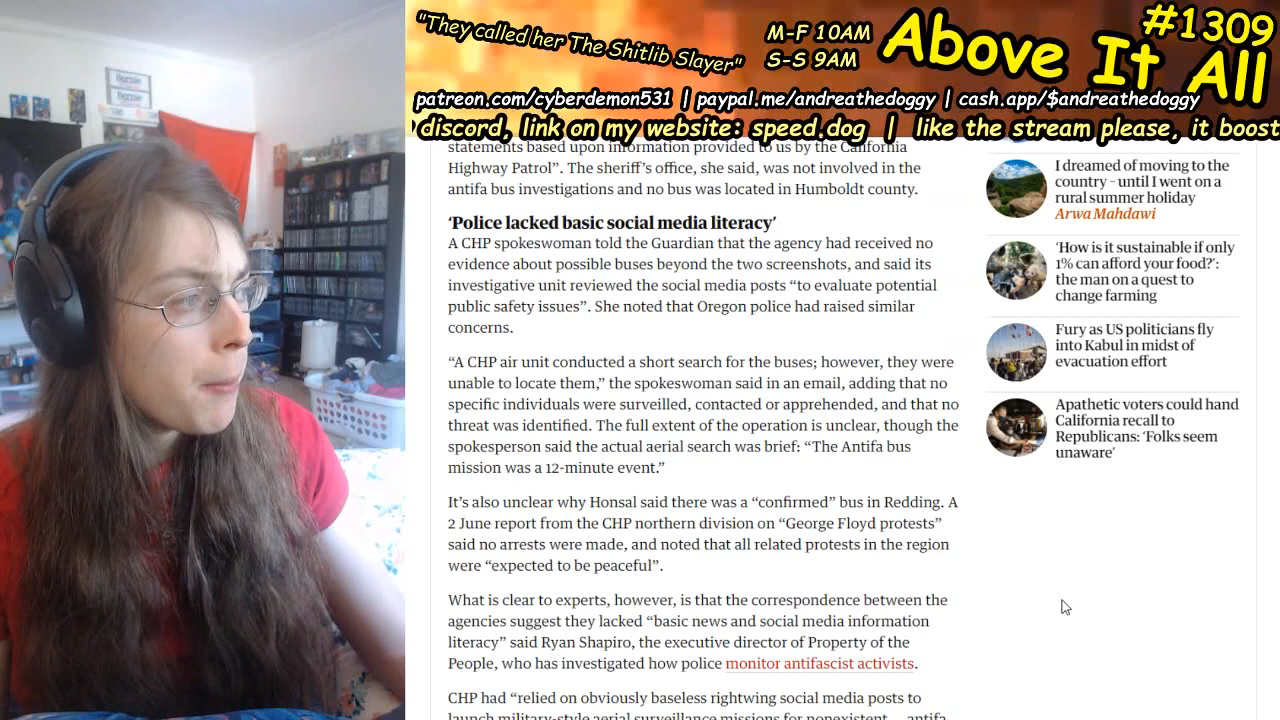 "They called her The Shitlib Slayer"
M-F 10AM
S-S 9AM
Above It All
#1309
patreon.com/cyberdemon531 | paypal.me/andreathedoggy | cash.app/$andreathedoggy
discord, link on my website: speed.dog | like the stream please, it boost
Bernie
Bernie
statements based upon information provided to us by the California
Highway Patrol”. The sheriff’s office, she said, was not involved in the
antifa bus investigations and no bus was located in Humboldt county.
‘Police lacked basic social media literacy’
A CHP spokeswoman told the Guardian that the agency had received no
evidence about possible buses beyond the two screenshots, and said its
investigative unit reviewed the social media posts “to evaluate potential
public safety issues”. She noted that Oregon police had raised similar
concerns.
“A CHP air unit conducted a short search for the buses; however, they were
unable to locate them,” the spokeswoman said in an email, adding that no
specific individuals were surveilled, contacted or apprehended, and that no
threat was identified. The full extent of the operation is unclear, though the
spokesperson said the actual aerial search was brief: “The Antifa bus
mission was a 12-minute event.”
It’s also unclear why Honsal said there was a “confirmed” bus in Redding. A
2 June report from the CHP northern division on “George Floyd protests”
said no arrests were made, and noted that all related protests in the region
were “expected to be peaceful”.
What is clear to experts, however, is that the correspondence between the
agencies suggest they lacked “basic news and social media information
literacy” said Ryan Shapiro, the executive director of Property of the
People, who has investigated how police monitor antifascist activists.
CHP had “relied on obviously baseless rightwing social media posts to
launch military-style aerial surveillance missions for nonexistent … antifa
I dreamed of moving to the
country – until I went on a
rural summer holiday
Arwa Mahdawi
‘How is it sustainable if only
1% can afford your food?’:
the man on a quest to
change farming
Fury as US politicians fly
into Kabul in midst of
evacuation effort
Apathetic voters could hand
California recall to
Republicans: ‘Folks seem
unaware’